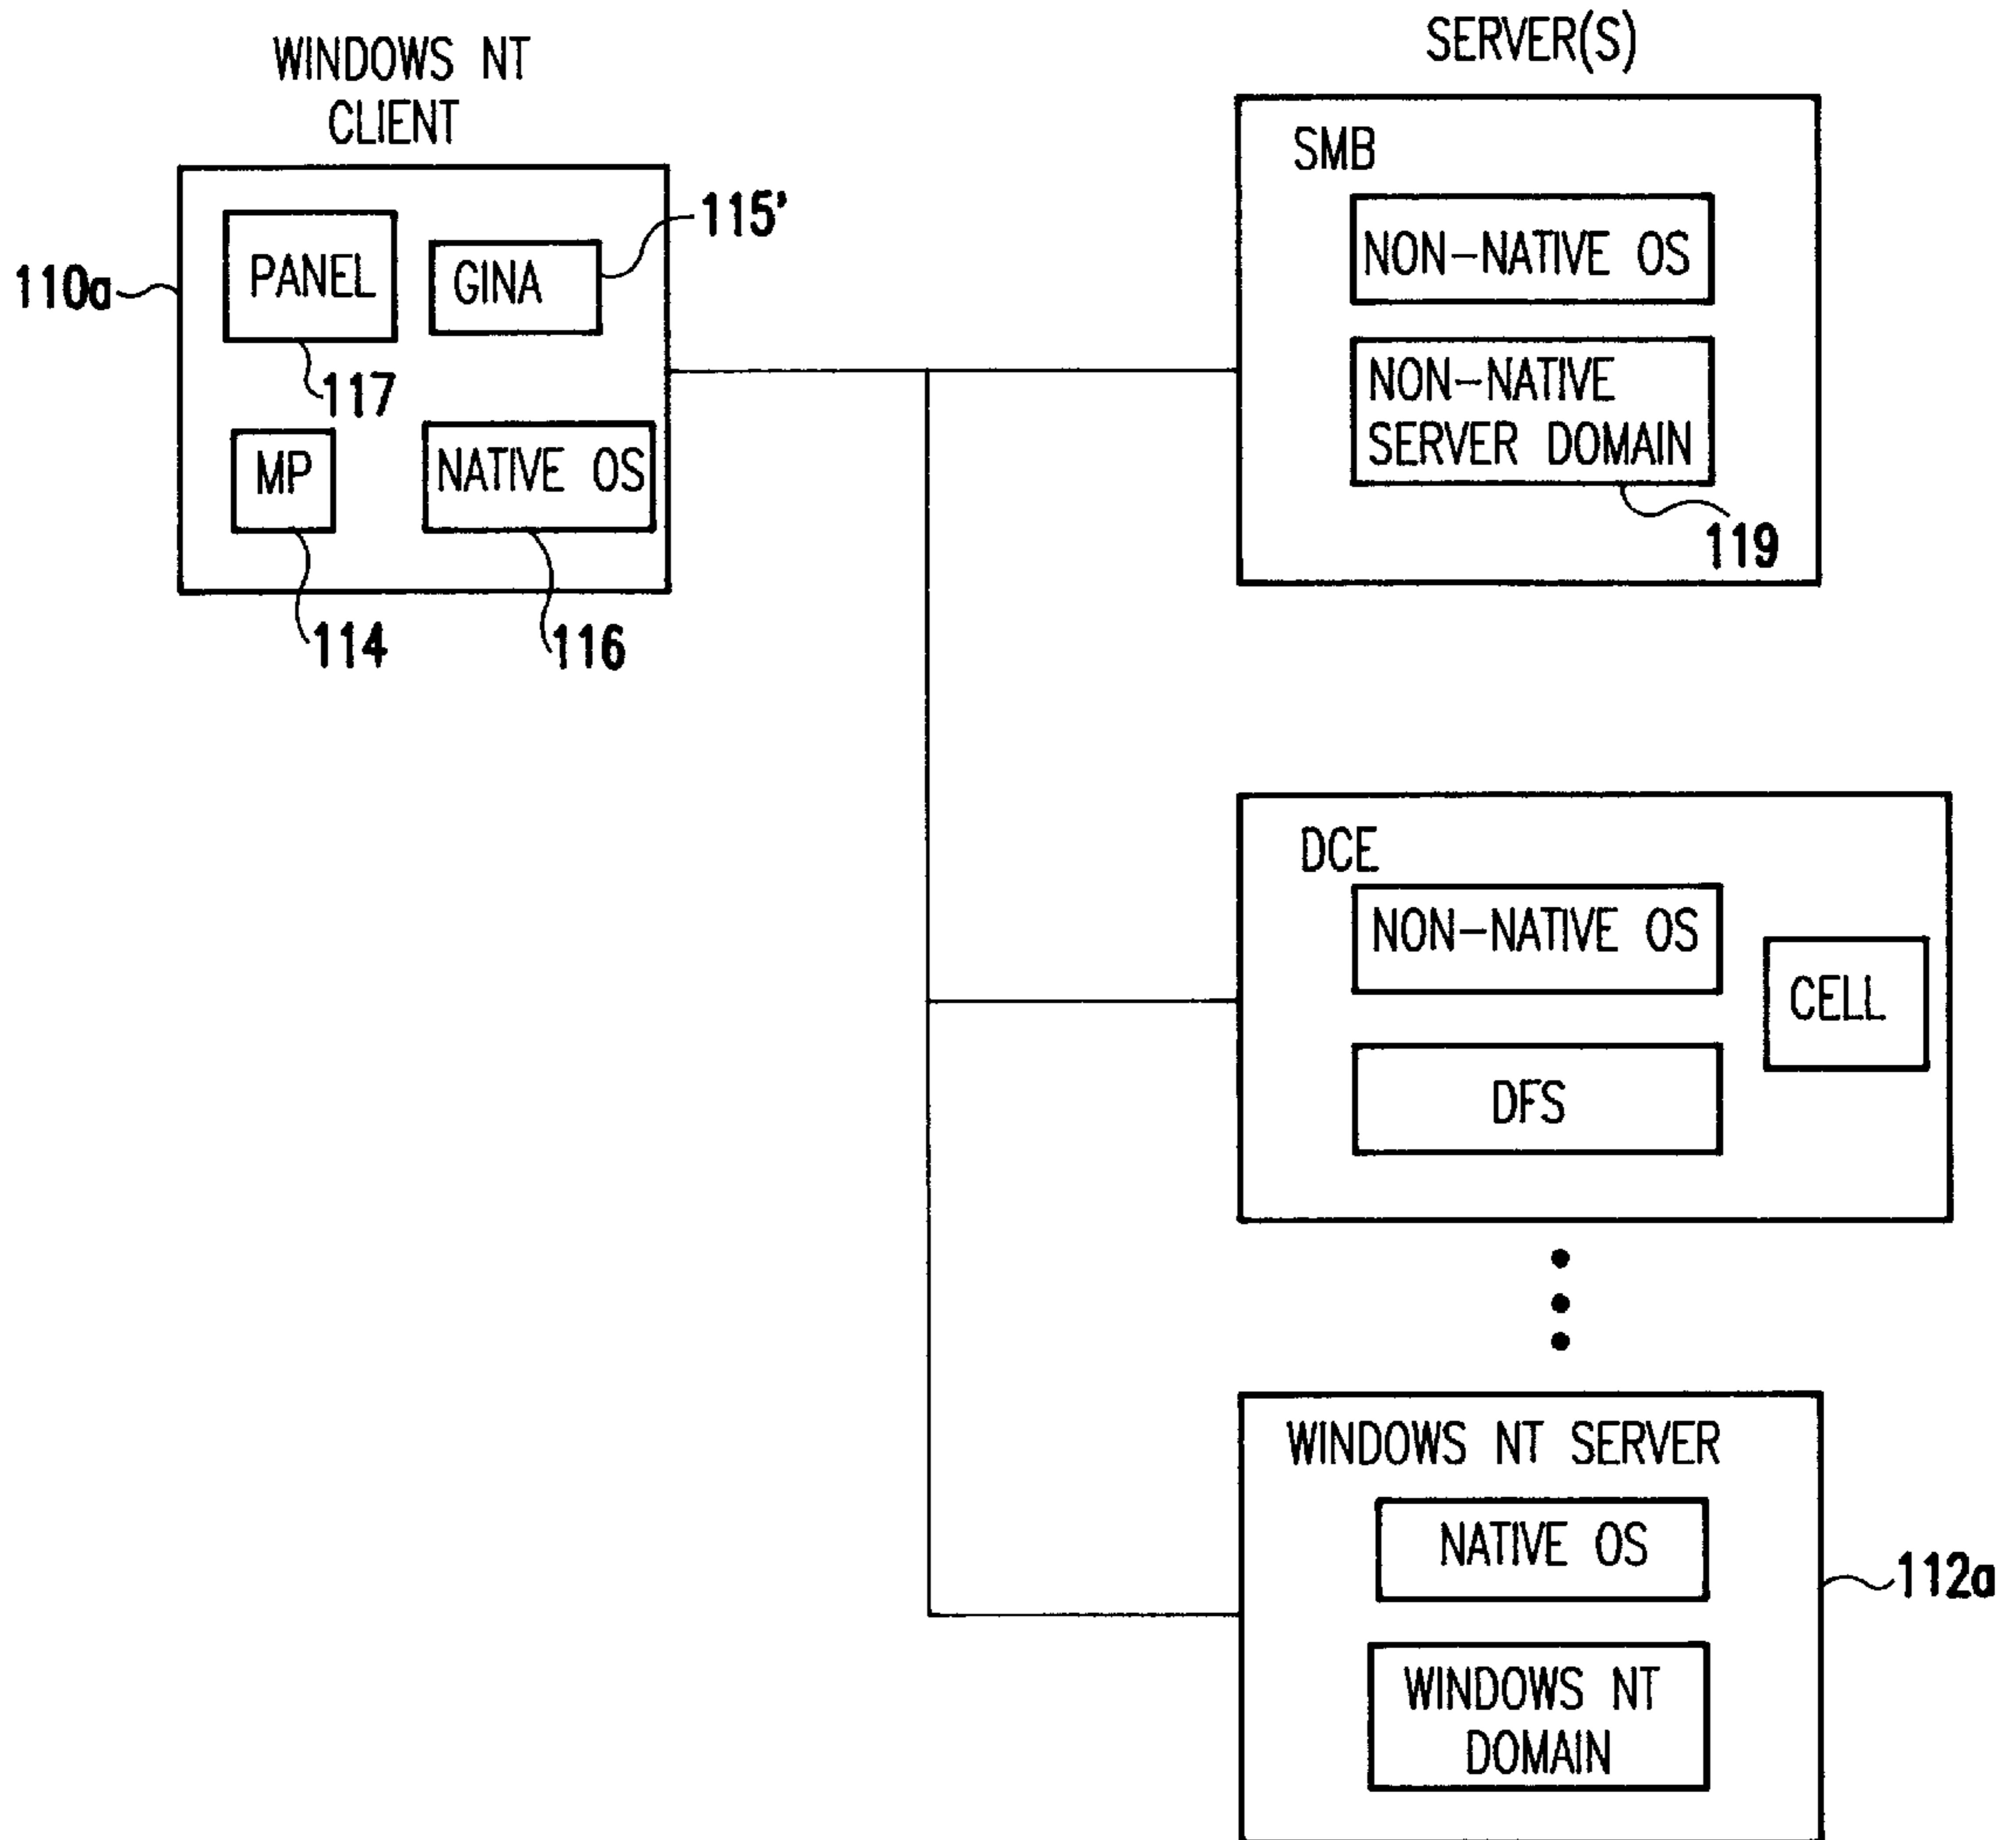 WINDOWS NT
CLIENT
110a
PANEL
117
GINA
115'
MP
114
NATIVE OS
116
SERVER(S)
SMB
NON-NATIVE OS
NON-NATIVE
SERVER DOMAIN
119
DCE
NON-NATIVE OS
CELL
DFS
WINDOWS NT SERVER
NATIVE OS
112a
WINDOWS NT
DOMAIN